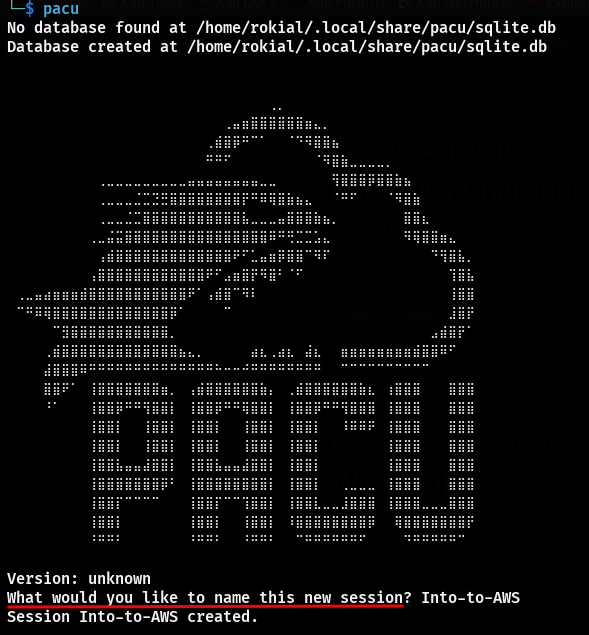 $ pacu
No database found at /home/rokial/.local/share/pacu/sqlite.db
Database created at /home/rokial/.local/share/pacu/sqlite.db
PACU
Version: unknown
What would you like to name this new session? Into-to-AWS
Session Into-to-AWS created.